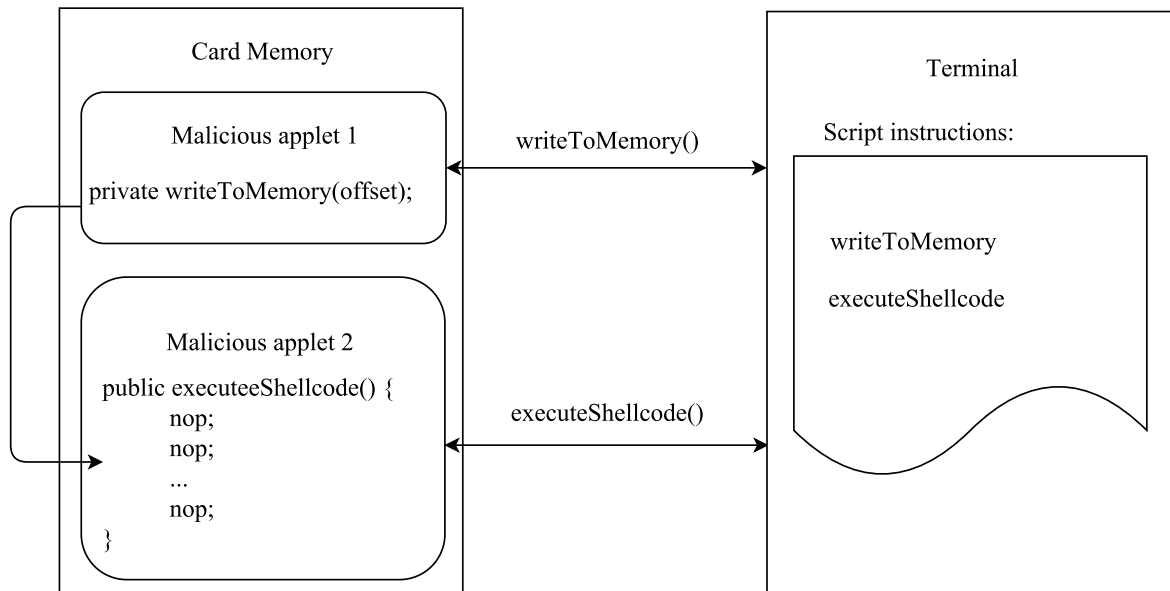 Card Memory
Malicious applet 1
private writeToMemory(offset);
Malicious applet 2
public executeeShellcode() {
nop;
nop;
...
nop;
}
writeToMemory()
executeShellcode()
Terminal
Script instructions:
writeToMemory
executeShellcode